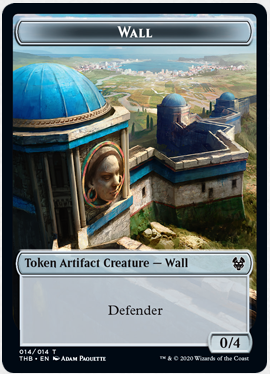 WALL
Token Artifact Creature — Wall
Defender
0/4
014/014 T
THB • EN ADAM PAQUETTE
™ & © 2020 Wizards of the Coast